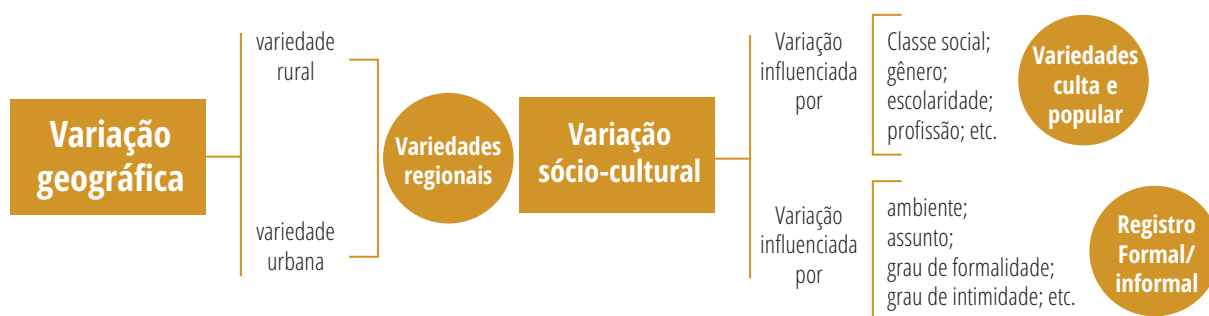 Variação
geográfica
variedade
rural
variedade
urbana
Variedades
regionais
Variação
sócio-cultural
Variação
influenciada
por
Classe social;
gênero;
escolaridade;
profissão; etc.
Variedades
culta e
popular
Variação
influenciada
por
ambiente;
assunto;
grau de formalidade;
grau de intimidade; etc.
Registro
Formal/
informal